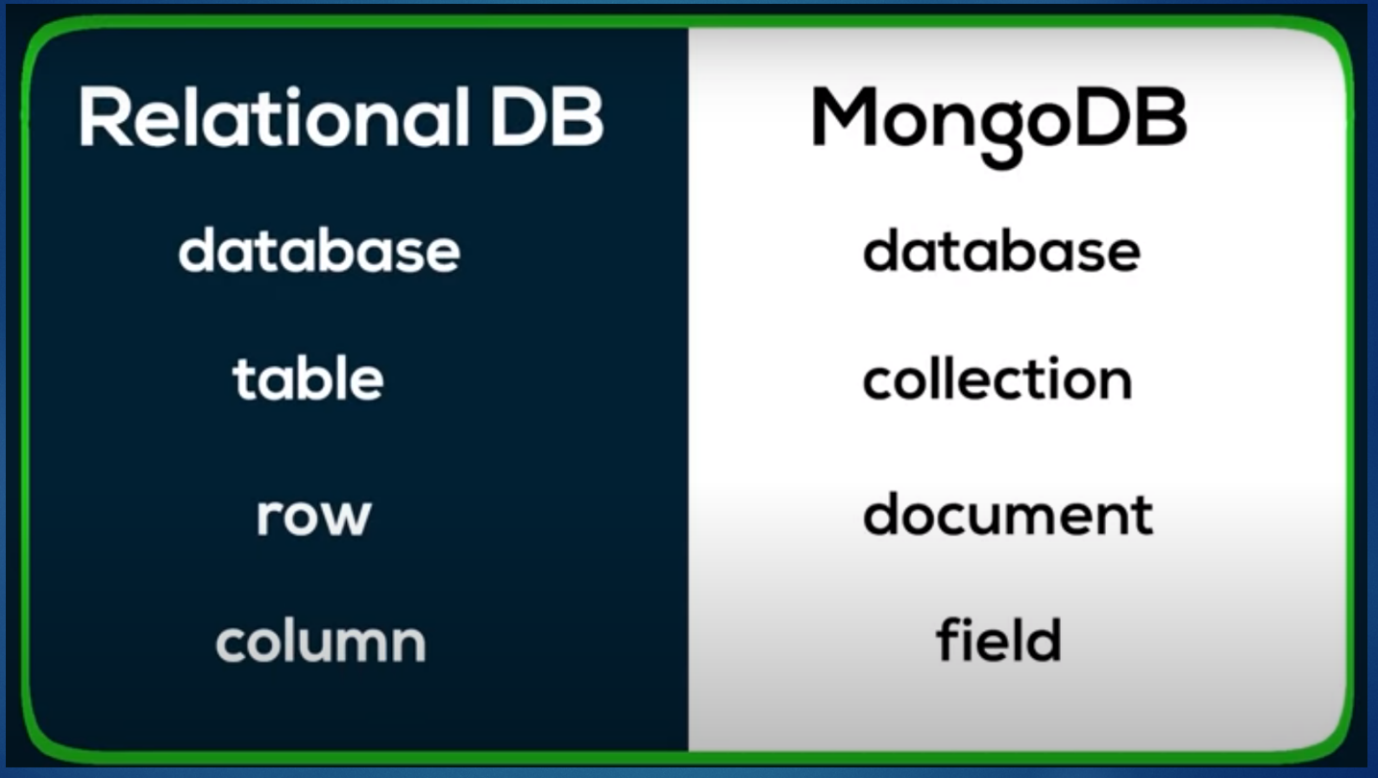 Relational DB MongoDB
database database
table collection
row document
column field